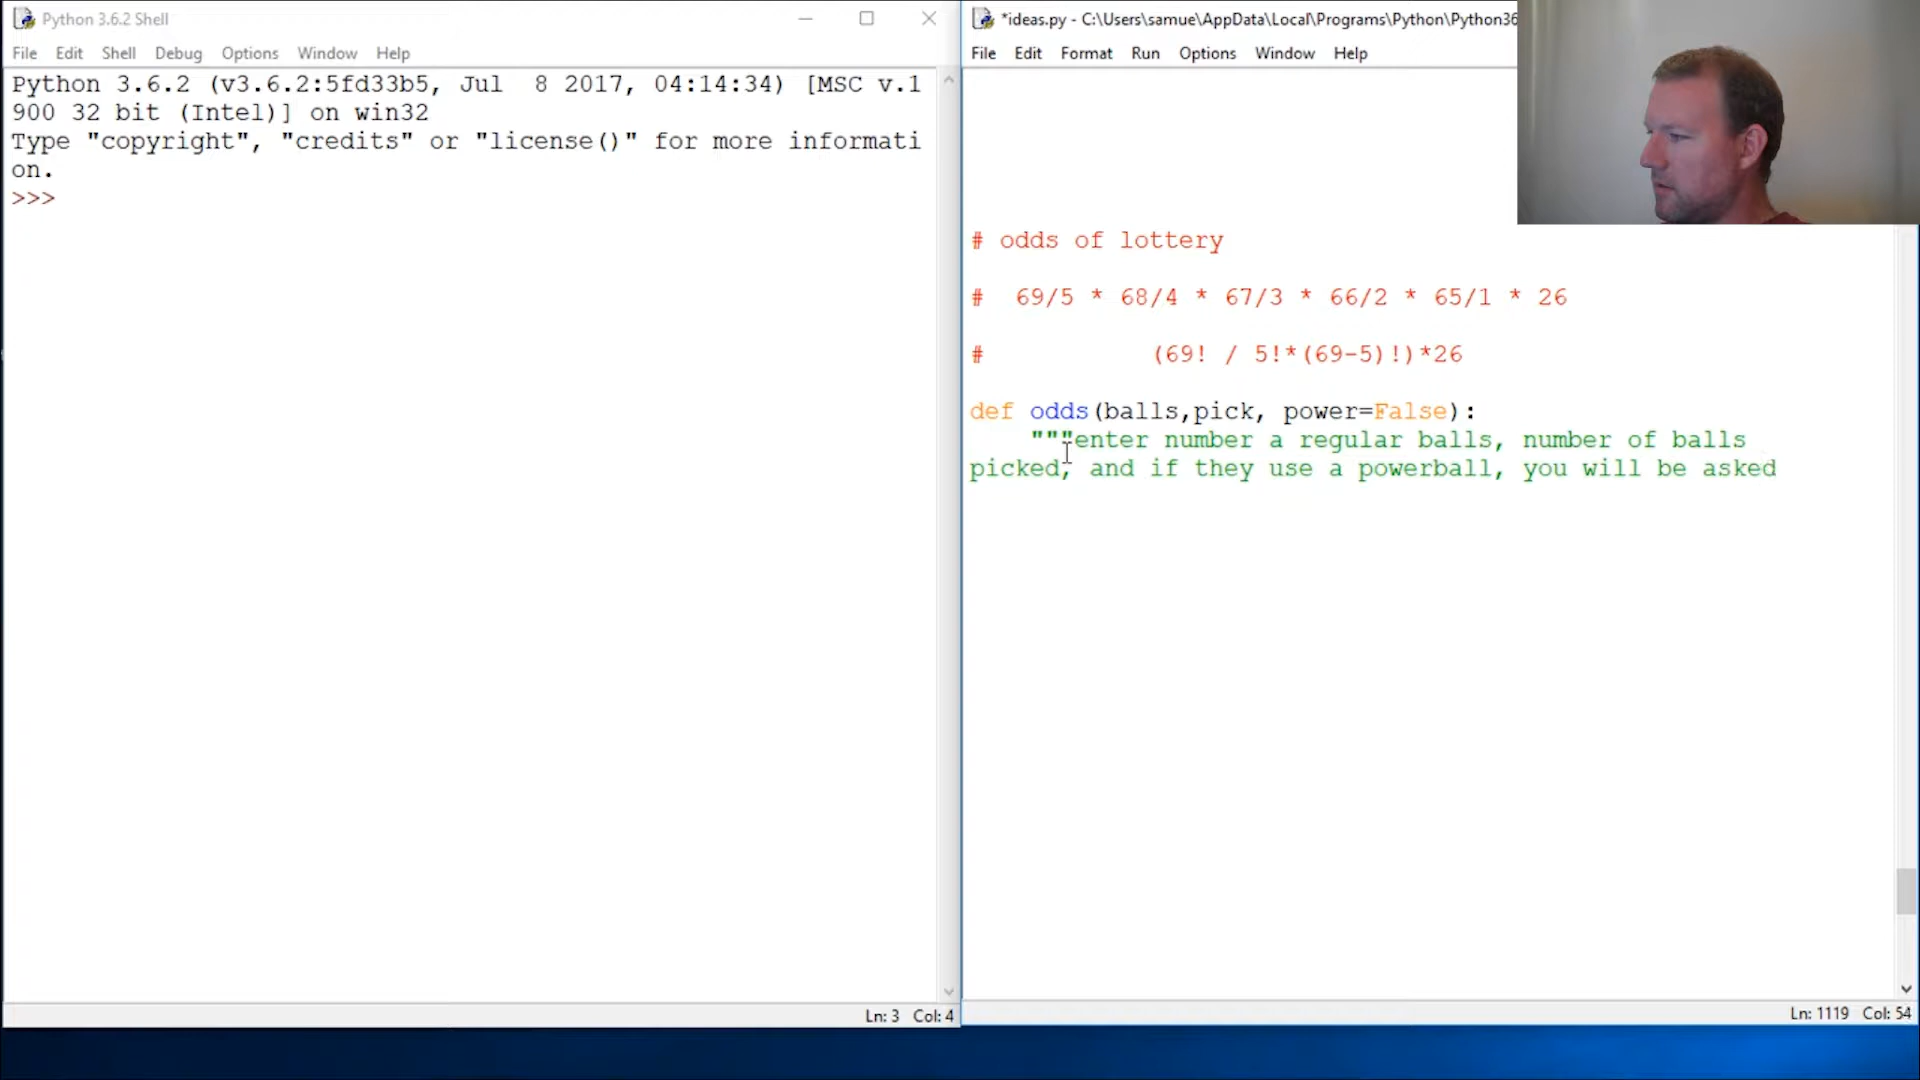 Python 3.6.2 Shell
File Edit Shell Debug Options Window Help
Python 3.6.2 (v3.6.2:5fd33b5, Jul  8 2017, 04:14:34) [MSC v.1
900 32 bit (Intel)] on win32
Type "copyright", "credits" or "license()" for more informati
on.
>>>
Ln: 3 Col: 4
*ideas.py - C:\Users\samue\AppData\Local\Programs\Python\Python36
File Edit Format Run Options Window Help
# odds of lottery
# 69/5 * 68/4 * 67/3 * 66/2 * 65/1 * 26
# (69! / 5!*(69-5)!)*26
def odds(balls,pick, power=False):
"""enter number a regular balls, number of balls
picked, and if they use a powerball, you will be asked
Ln: 1119 Col: 54